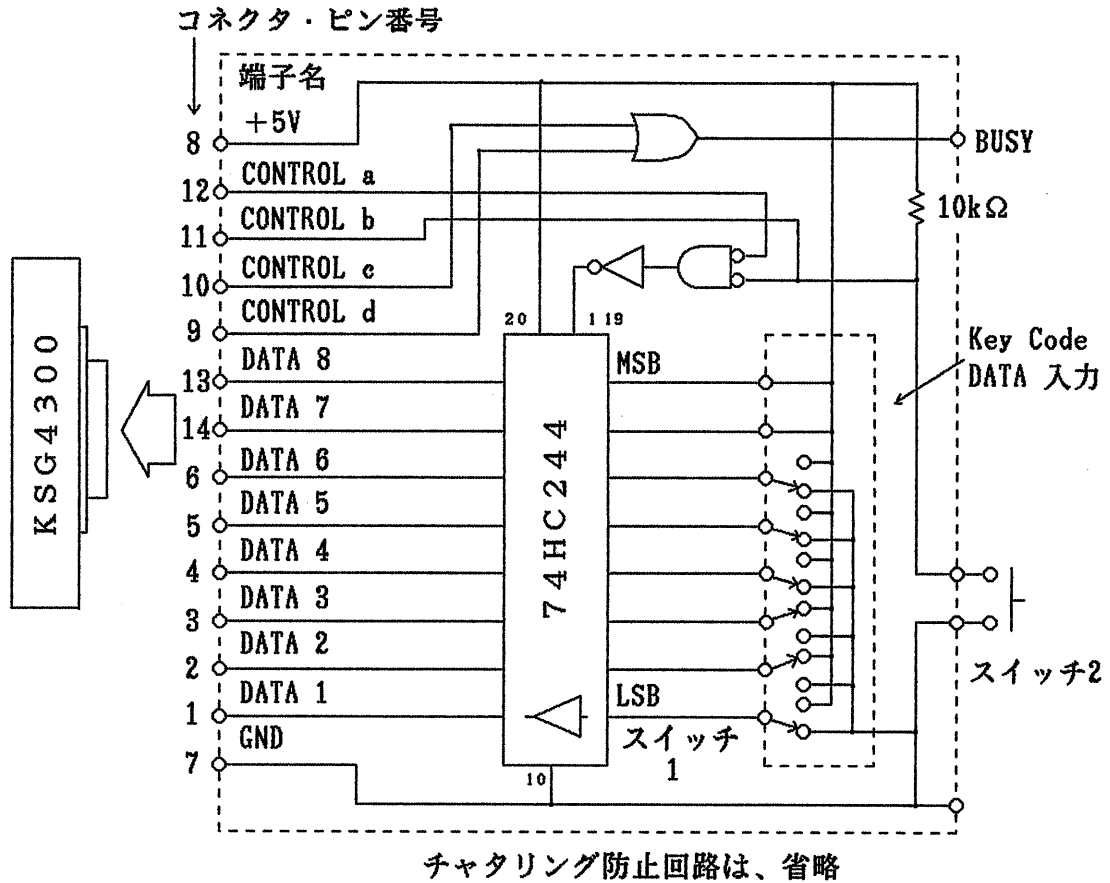 コネクタ・ピン番号
端子名
8 +5V
BUSY
12 CONTROL a
10kΩ
11 CONTROL b
10 CONTROL c
9 CONTROL d
20
1 19
Key Code
DATA 入力
KSG4300
74HC244
13 DATA 8
MSB
14 DATA 7
6 DATA 6
5 DATA 5
4 DATA 4
3 DATA 3
2 DATA 2
スイッチ2
1 DATA 1
LSB
スイッチ
1
7 GND
10
チャタリング防止回路は、省略